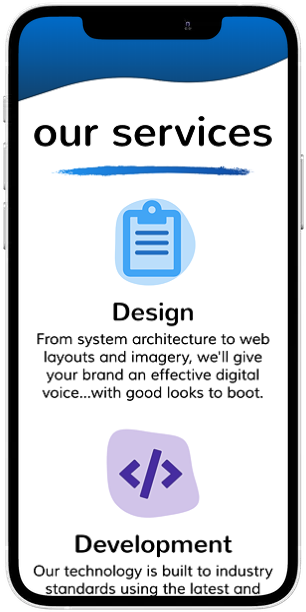 our services
Design
From system architecture to web
layouts and imagery, we'll give
your brand an effective digital
voice...with good looks to boot.
</>
Development
Our technology is built to industry
standards using the latest and